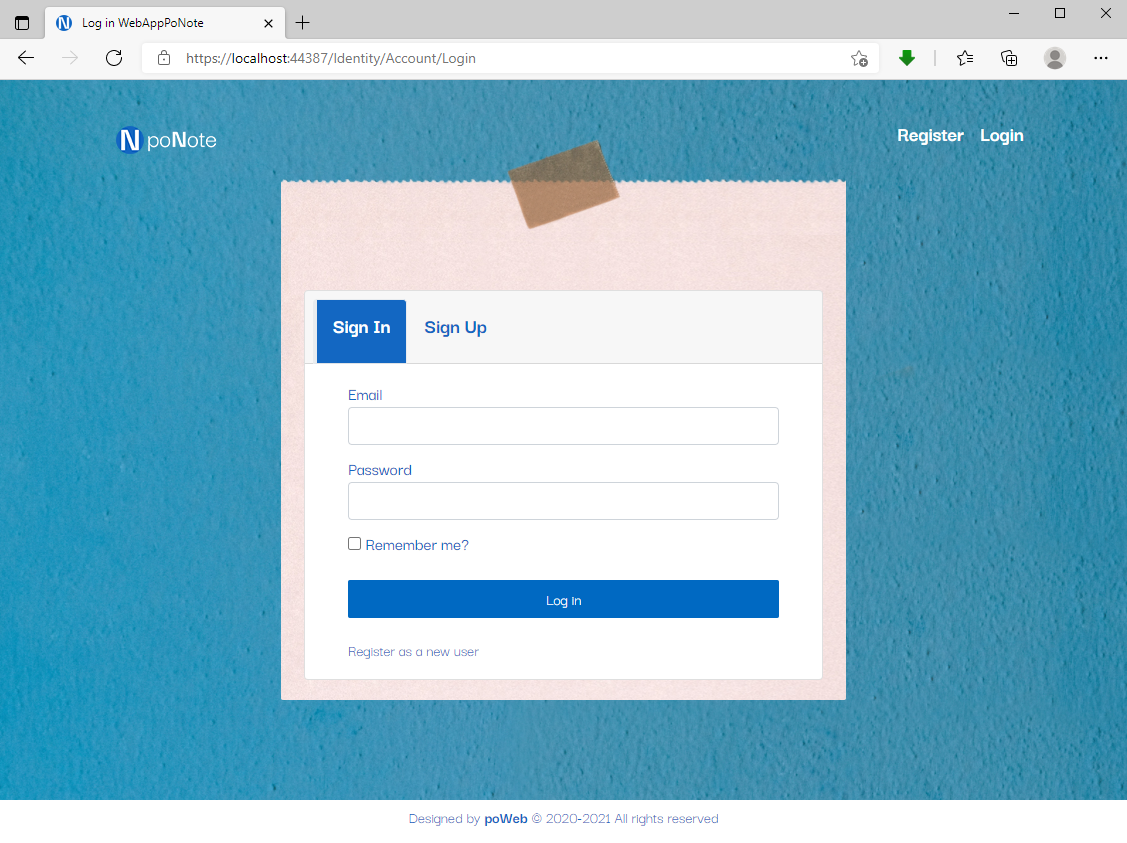 Log in WebAppPoNote
https://localhost:44387/Identity/Account/Login
N poNote
Register Login
Sign In Sign Up
Email
Password
Remember me?
Log in
Register as a new user
Designed by poWeb © 2020-2021 All rights reserved